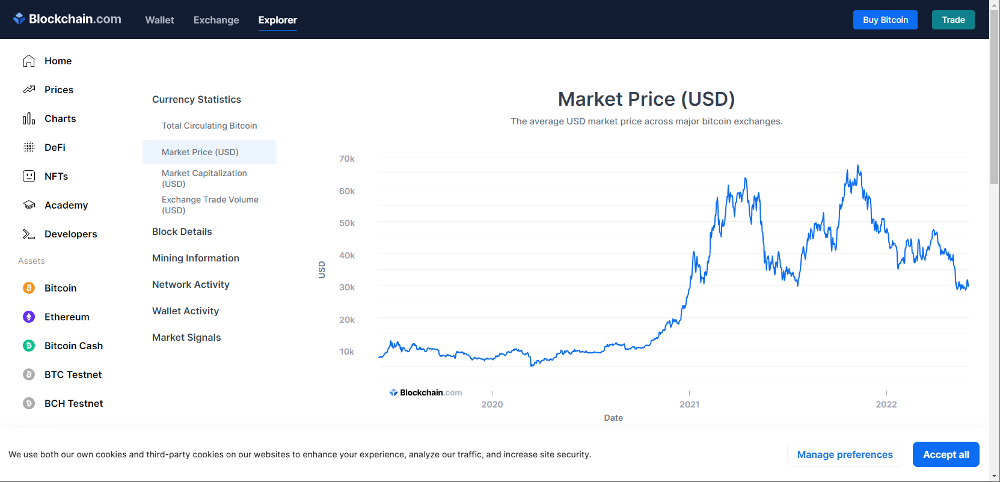 Blockchain.com
Wallet
Exchange
Explorer
Buy Bitcoin
Trade
Home
Prices
Charts
DeFi
NFTs
Academy
Developers
Assets
Bitcoin
Ethereum
Bitcoin Cash
BTC Testnet
BCH Testnet
Currency Statistics
Total Circulating Bitcoin
Market Price (USD)
Market Capitalization
(USD)
Exchange Trade Volume
(USD)
Block Details
Mining Information
Network Activity
Wallet Activity
Market Signals
Market Price (USD)
The average USD market price across major bitcoin exchanges.
70k
60k
50k
40k
30k
20k
10k
USD
Blockchain.com
2020
2021
2022
Date
We use both our own cookies and third-party cookies on our websites to enhance your experience, analyze our traffic, and increase site security.
Manage preferences
Accept all